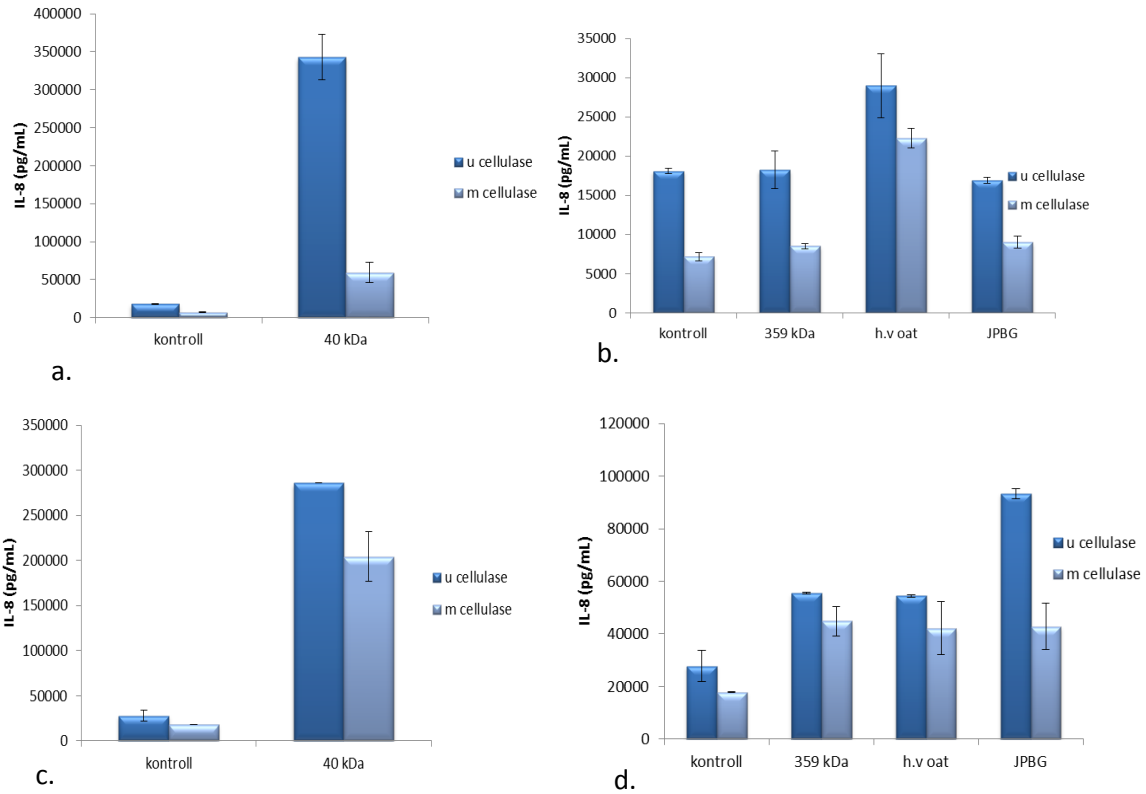 400000
350000
300000
250000
200000
150000
100000
50000
0
IL-8 (pg/mL)
kontroll 40 kDa
u cellulase
m cellulase
a.
35000
30000
25000
20000
15000
10000
5000
0
IL-8 (pg/mL)
kontroll 359 kDa h.v oat JPBG
u cellulase
m cellulase
b.
350000
300000
250000
200000
150000
100000
50000
0
IL-8 (pg/mL)
kontroll 40 kDa
u cellulase
m cellulase
c.
120000
100000
80000
60000
40000
20000
0
IL-8 (pg/mL)
kontroll 359 kDa h.v oat JPBG
u cellulase
m cellulase
d.